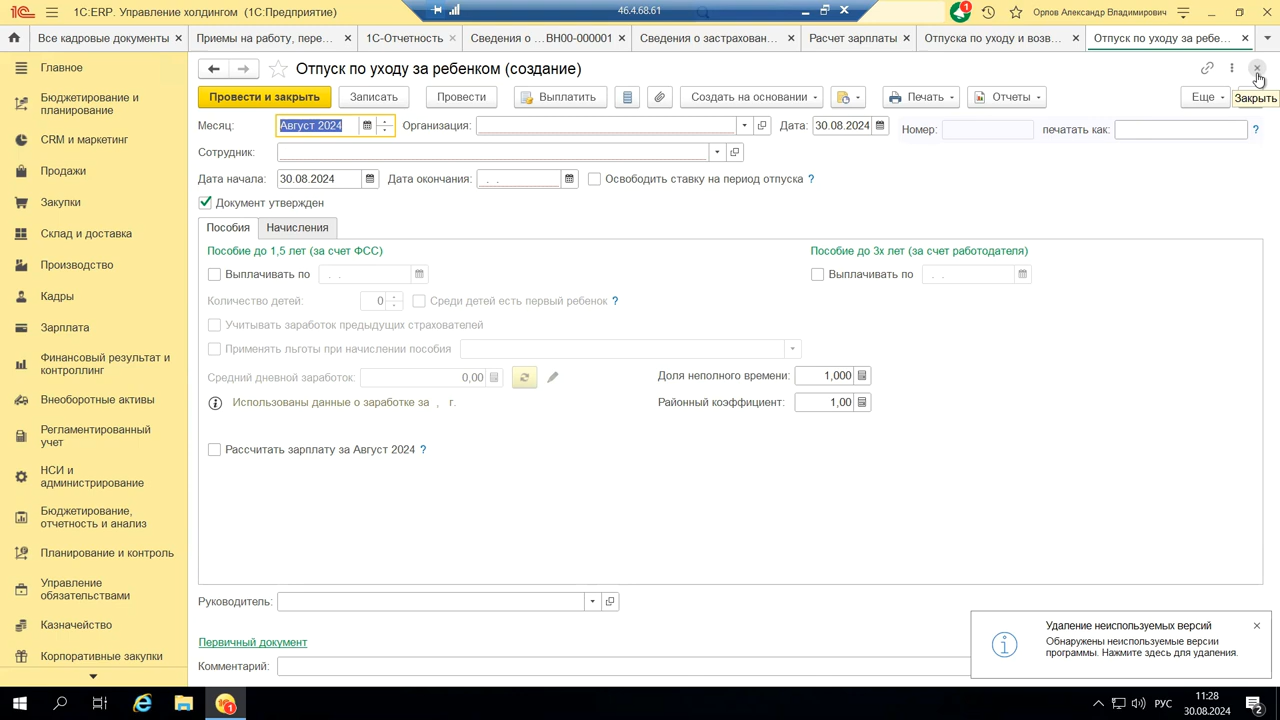 1С:ERP. Управление холдингом (1С:Предприятие)
46.4.68.61
Орлов Александр Владимирович
Все кадровые документы
Приемы на работу, пере...
1С-Отчетность
Сведения о ...ВН00-000001
Сведения о застрахован...
Расчет зарплаты
Отпуска по уходу и возв...
Отпуск по уходу за ребе...
Главное
Бюджетирование и
планирование
CRM и маркетинг
Продажи
Закупки
Склад и доставка
Производство
Кадры
Зарплата
Финансовый результат и
контроллинг
Внеоборотные активы
Регламентированный
учет
НСИ и
администрирование
Бюджетирование,
отчетность и анализ
Планирование и контроль
Управление
обязательствами
Казначейство
Корпоративные закупки
Отпуск по уходу за ребенком (создание)
Провести и закрыть
Записать
Провести
Выплатить
Создать на основании
Печать
Отчеты
Еще
Закрыть
Месяц: Август 2024 Организация: Дата: 30.08.2024 Номер: печатать как: ?
Сотрудник:
Дата начала: 30.08.2024 Дата окончания: . . Освободить ставку на период отпуска ?
Документ утвержден
Пособия Начисления
Пособие до 1,5 лет (за счет ФСС) Пособие до 3х лет (за счет работодателя)
Выплачивать по . . Выплачивать по . .
Количество детей: 0 Среди детей есть первый ребенок ?
Учитывать заработок предыдущих страхователей
Применять льготы при начислении пособия
Средний дневной заработок: 0,00 Доля неполного времени: 1,000
Использованы данные о заработке за , г. Районный коэффициент: 1,00
Рассчитать зарплату за Август 2024 ?
Руководитель:
Первичный документ
Комментарий:
Удаление неиспользуемых версий
Обнаружены неиспользуемые версии
программы. Нажмите здесь для удаления.
РУС
11:28
30.08.2024
2